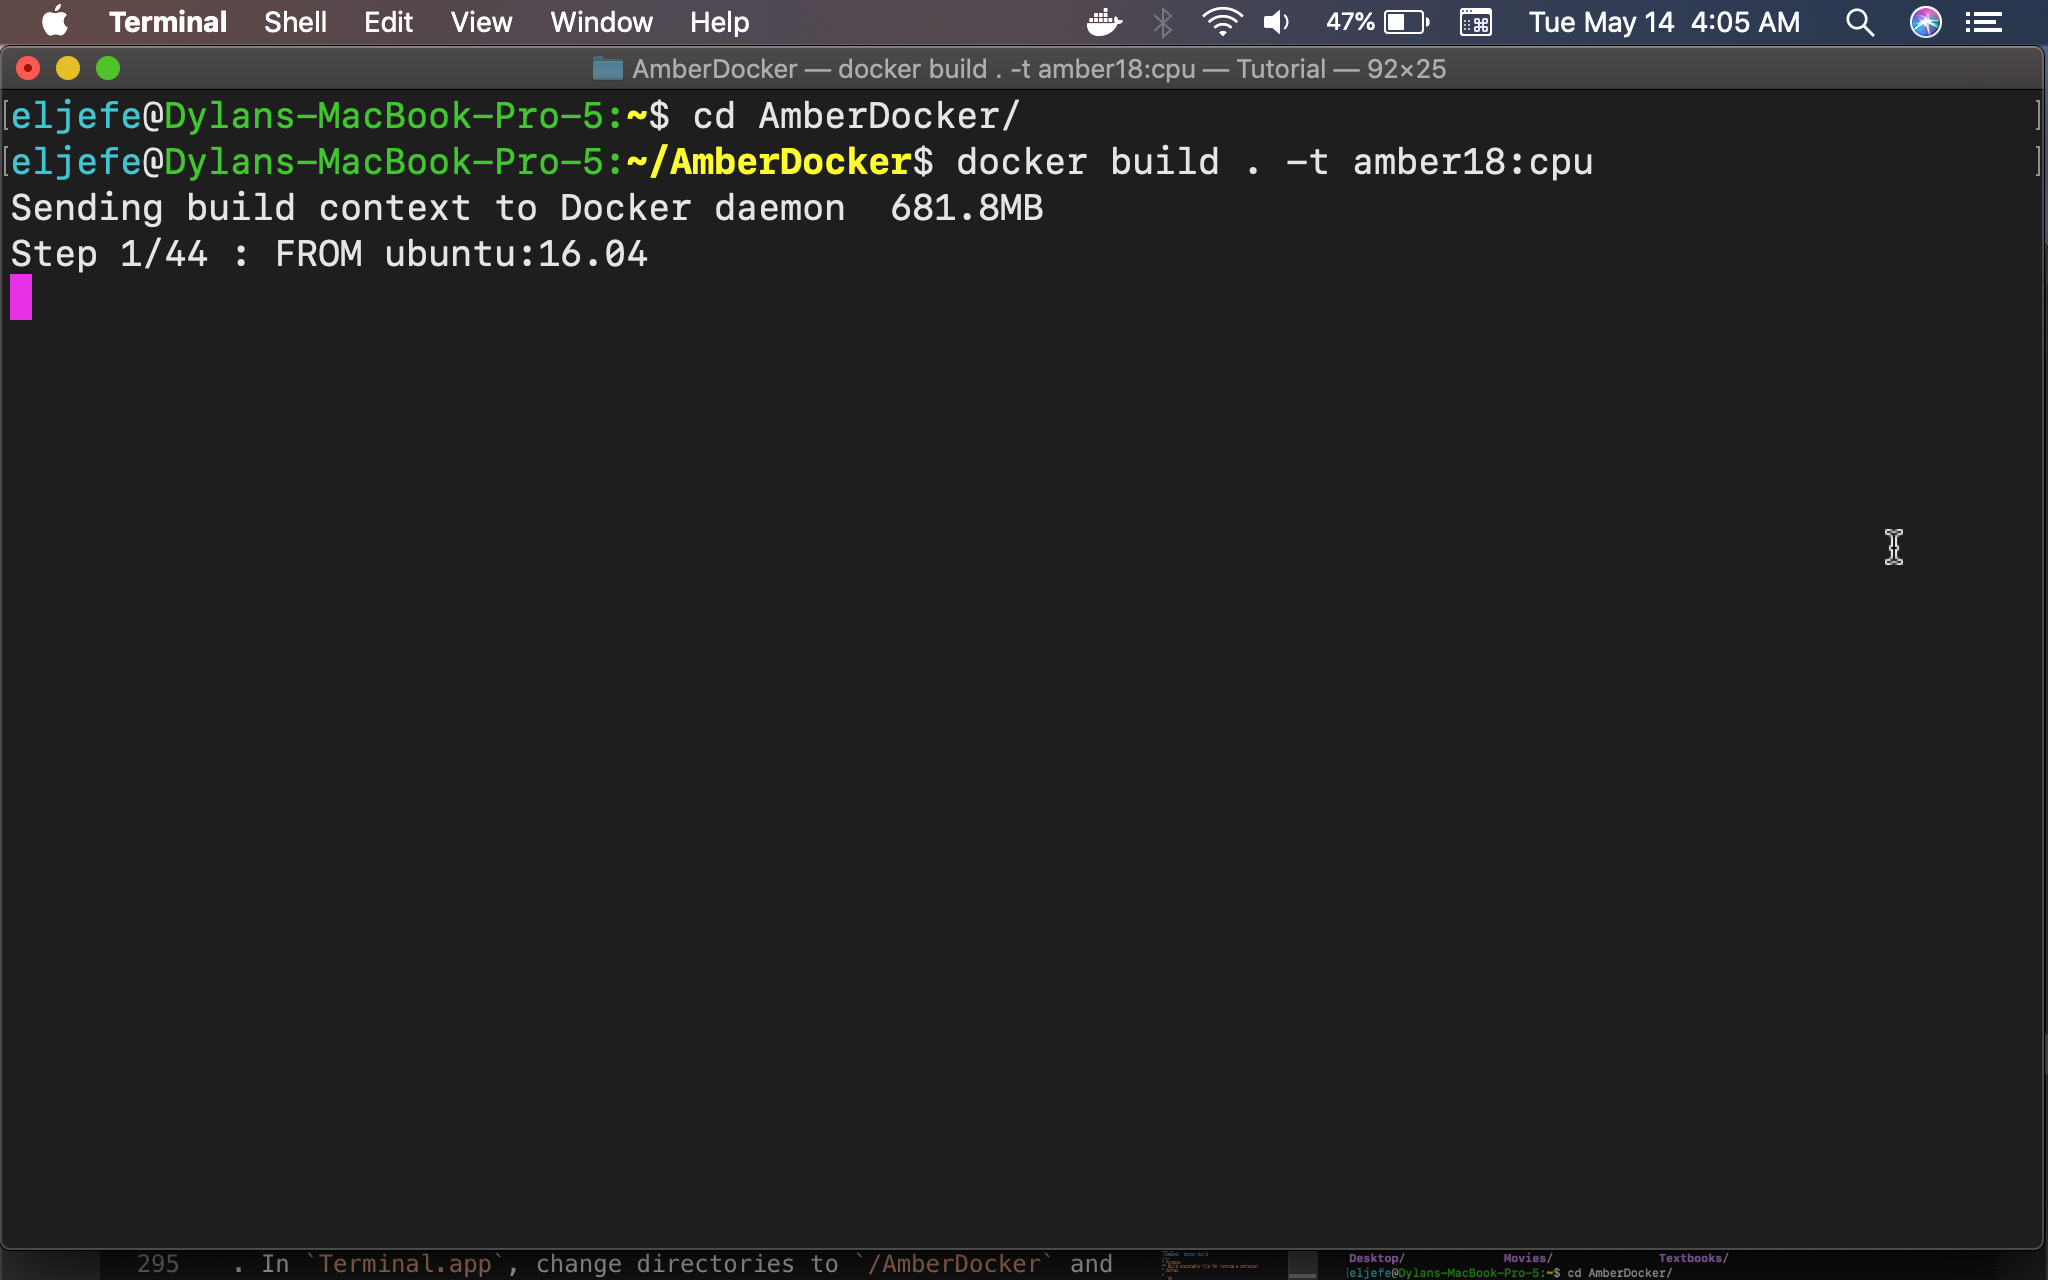 Terminal Shell Edit View Window Help 47% Tue May 14 4:05 AM
AmberDocker — docker build . -t amber18:cpu — Tutorial — 92×25
[eljefe@Dylans-MacBook-Pro-5:~$ cd AmberDocker/ ]
[eljefe@Dylans-MacBook-Pro-5:~/AmberDocker$ docker build . -t amber18:cpu ]
Sending build context to Docker daemon  681.8MB
Step 1/44 : FROM ubuntu:16.04
295 . In `Terminal.app`, change directories to `/AmberDocker` and
Desktop/ Movies/ Textbooks/
eljefe@Dylans-MacBook-Pro-5:~$ cd AmberDocker/